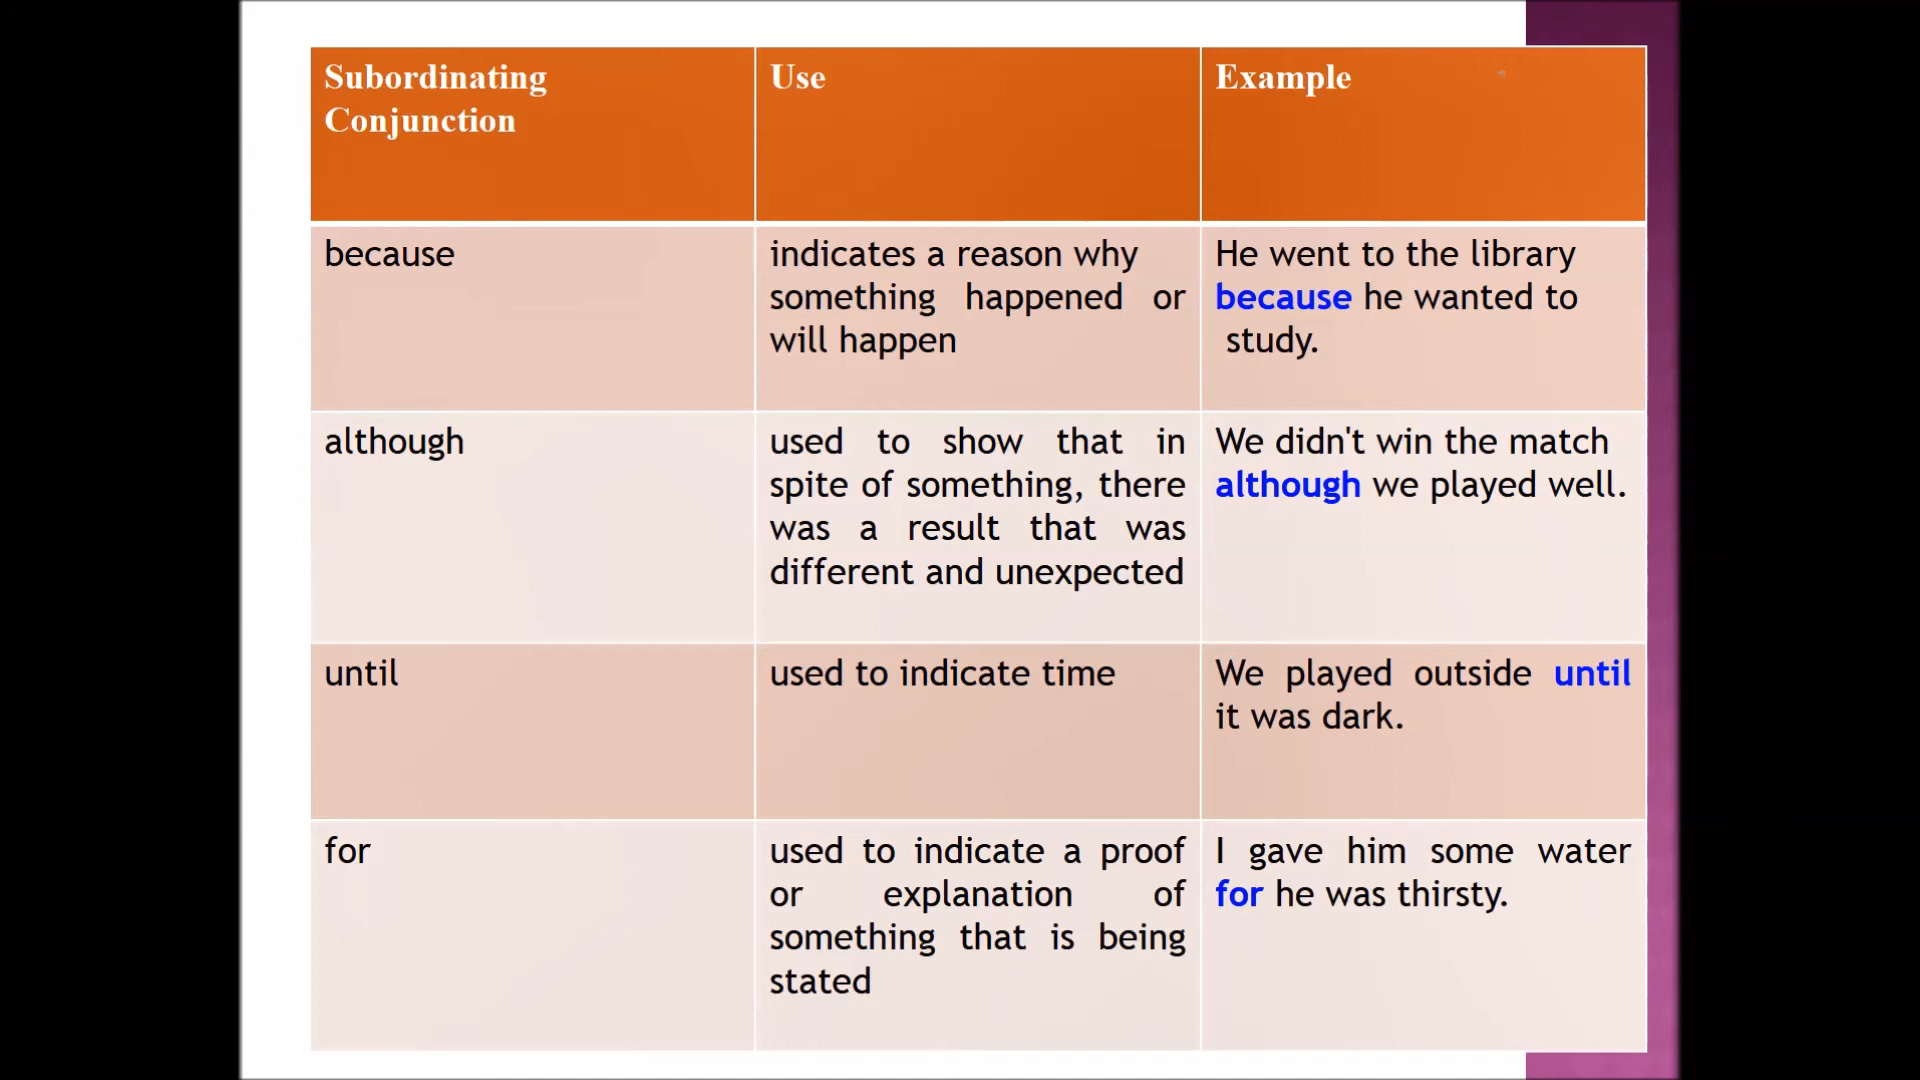 Subordinating
Conjunction
Use
Example
because
indicates a reason why
something happened or
will happen
He went to the library
because he wanted to
study.
although
used to show that in
spite of something, there
was a result that was
different and unexpected
We didn't win the match
although we played well.
until
used to indicate time
We played outside until
it was dark.
for
used to indicate a proof
or explanation of
something that is being
stated
I gave him some water
for he was thirsty.